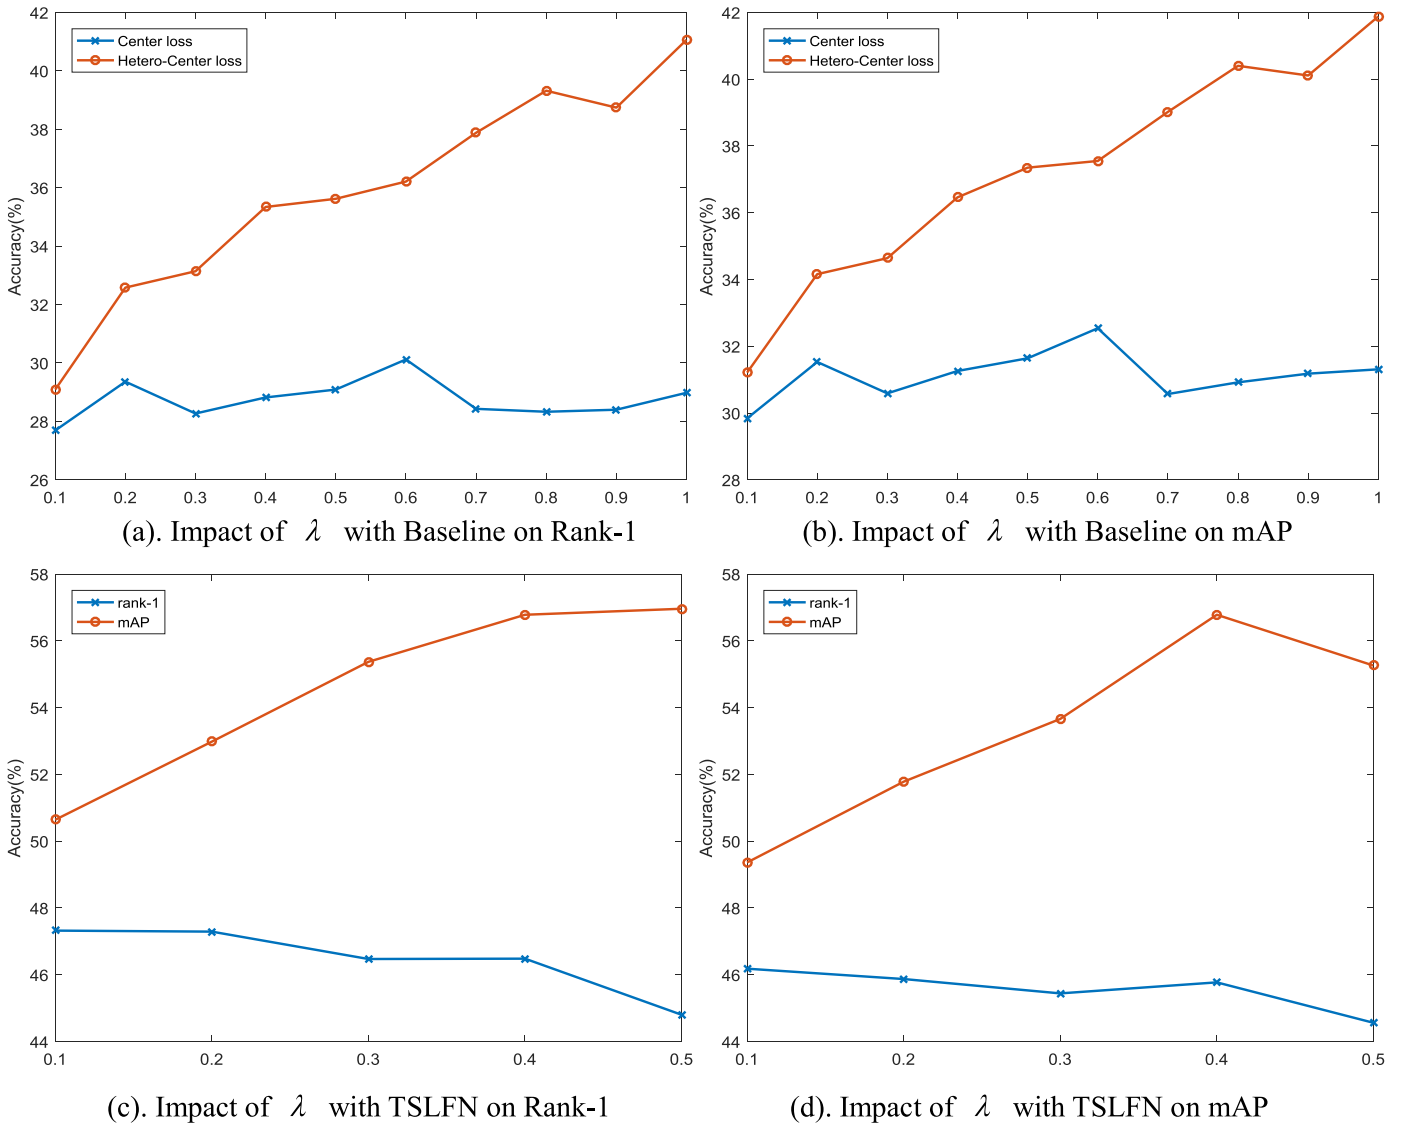 42
40
38
36
34
32
30
28
26
Accuracy(%)
Center loss
Hetero-Center loss
0.1 0.2 0.3 0.4 0.5 0.6 0.7 0.8 0.9 1
(a). Impact of λ with Baseline on Rank-1
42
40
38
36
34
32
30
28
Accuracy(%)
Center loss
Hetero-Center loss
0.1 0.2 0.3 0.4 0.5 0.6 0.7 0.8 0.9 1
(b). Impact of λ with Baseline on mAP
58
56
54
52
50
48
46
44
Accuracy(%)
rank-1
mAP
0.1 0.2 0.3 0.4 0.5
(c). Impact of λ with TSLFN on Rank-1
58
56
54
52
50
48
46
44
Accuracy(%)
rank-1
mAP
0.1 0.2 0.3 0.4 0.5
(d). Impact of λ with TSLFN on mAP